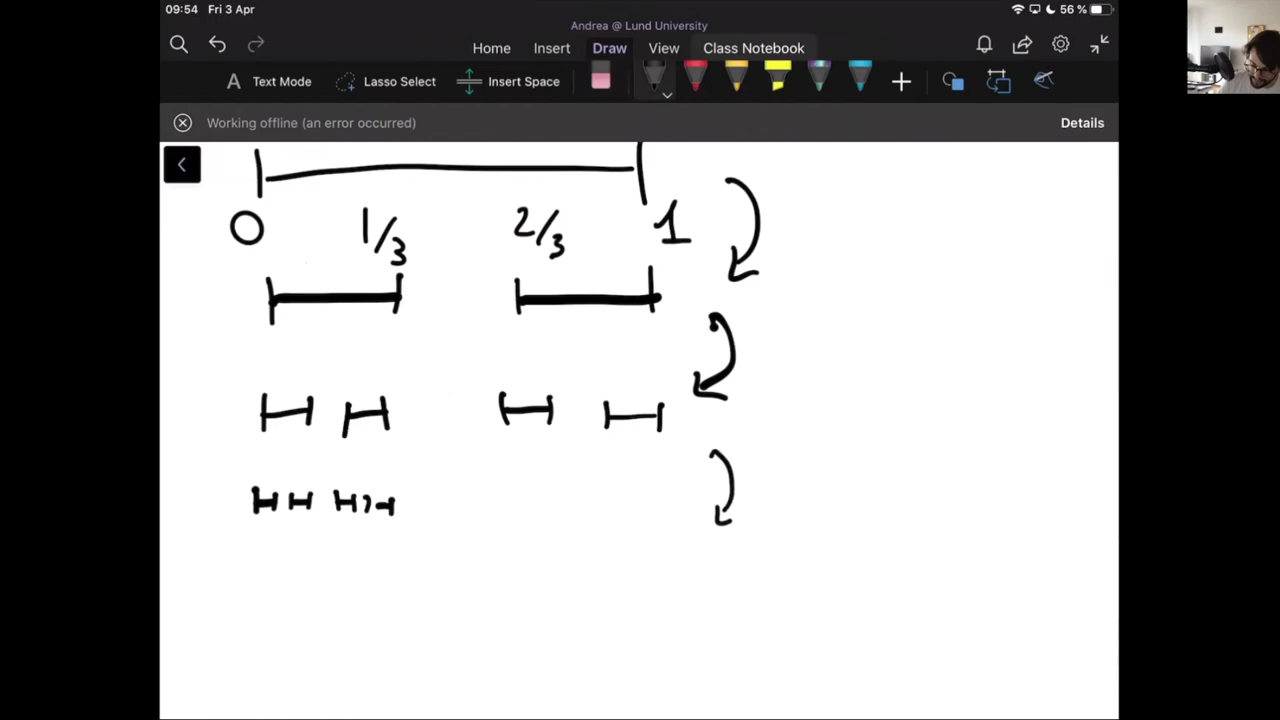 09:54 Fri 3 Apr 56 %
Andrea @ Lund University
Home Insert Draw View Class Notebook
Text Mode Lasso Select Insert Space
Working offline (an error occurred) Details
0 1/3 2/3 1